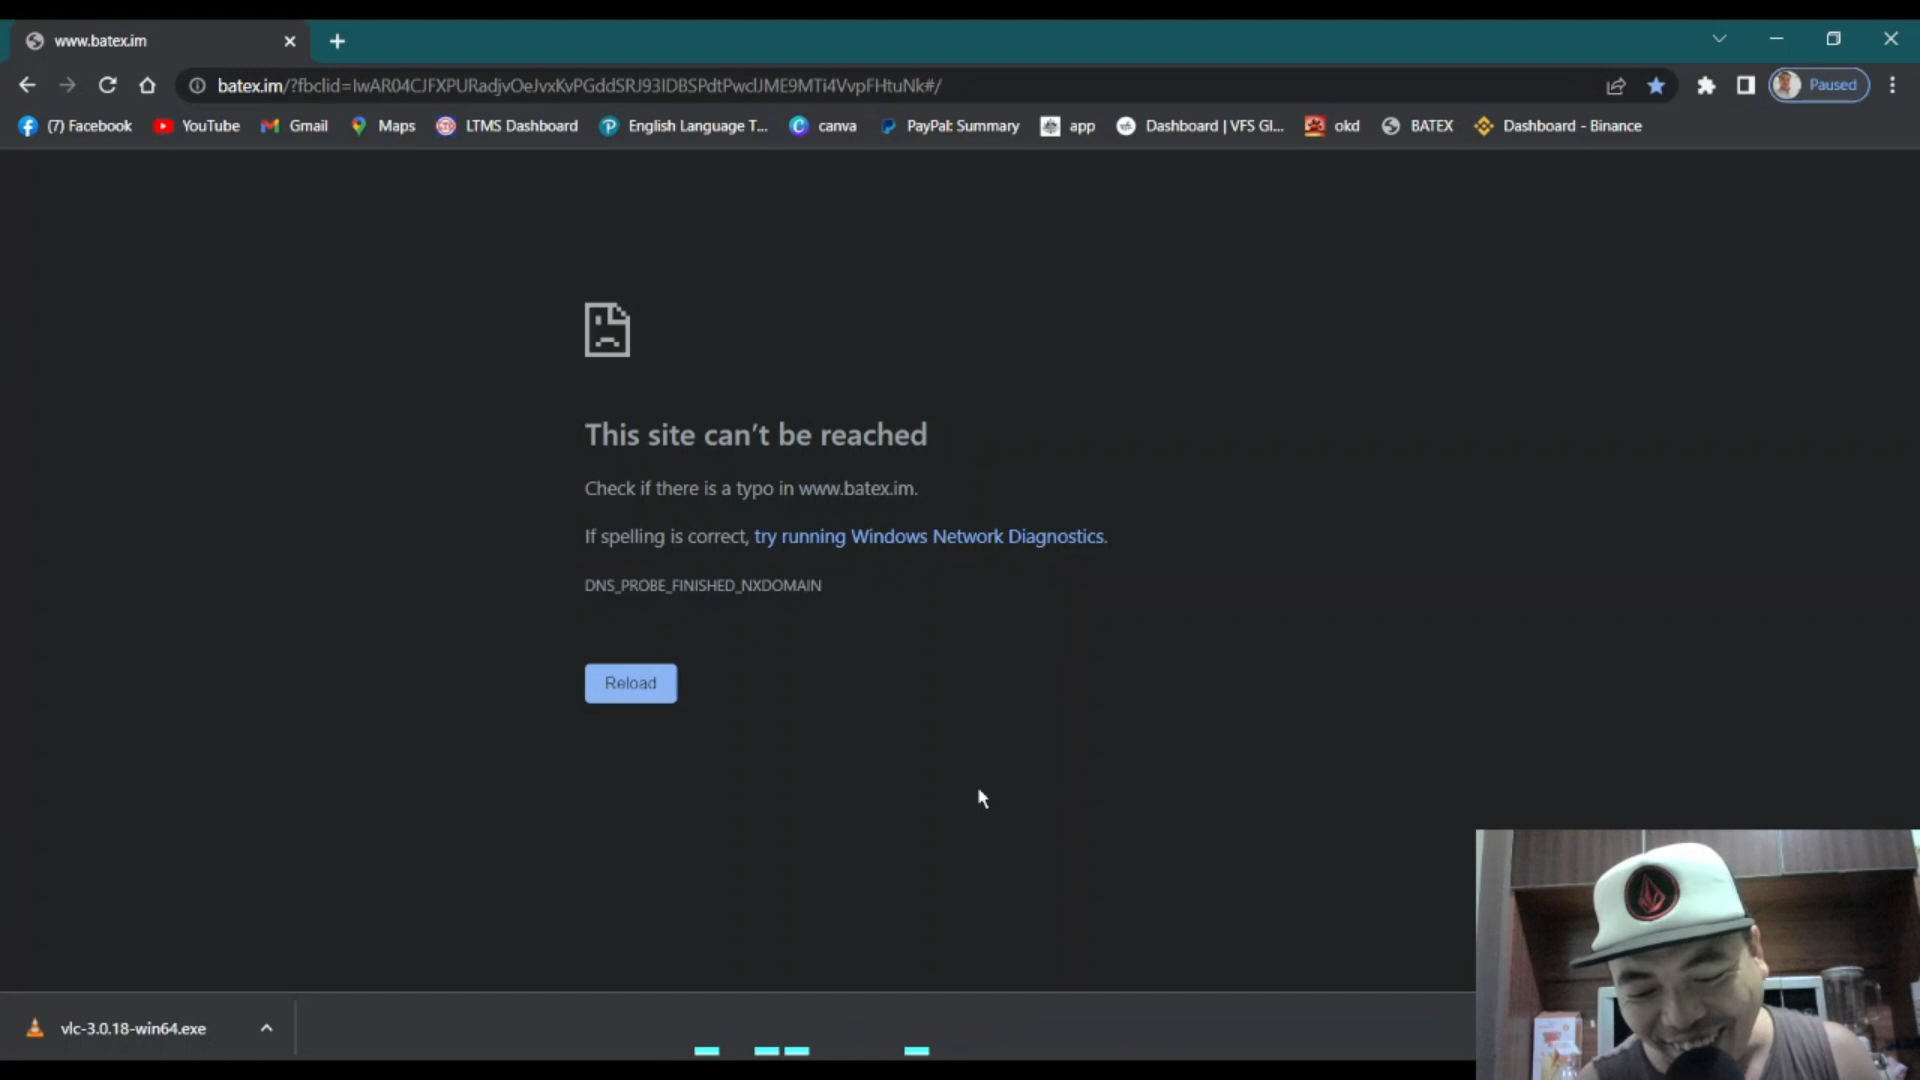 www.batex.im
batex.im/?fbclid=IwAR04CJFXPURadjvOeJvxKvPGddSRJ93IDBSPdtPwclJME9MTi4VvpFHtuNk#/
Paused
(7) Facebook YouTube Gmail Maps LTMS Dashboard English Language T... canva PayPal: Summary app Dashboard | VFS Gl... okd BATEX Dashboard - Binance
This site can't be reached
Check if there is a typo in www.batex.im.
If spelling is correct, try running Windows Network Diagnostics.
DNS_PROBE_FINISHED_NXDOMAIN
Reload
vlc-3.0.18-win64.exe